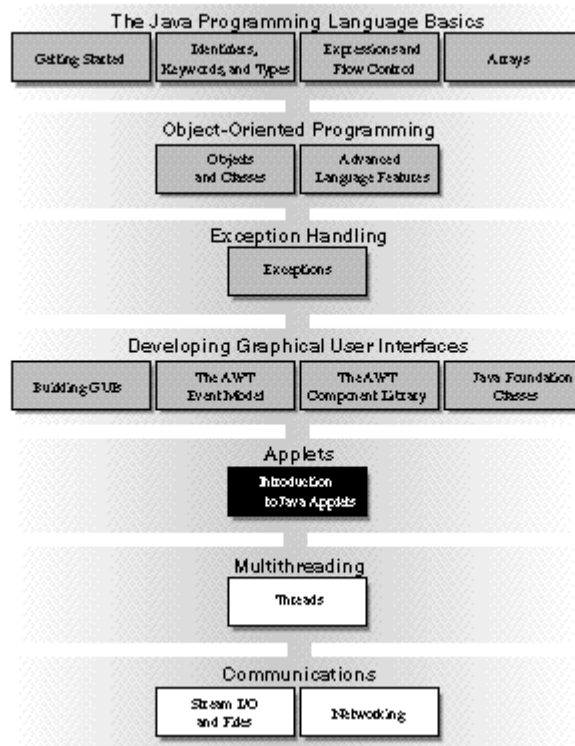 The Java Programming Language Basics
Getting Started
Identifiers,
Keywords, and Types
Expressions and
Flow Control
Arrays
Object-Oriented Programming
Objects
and Classes
Advanced
Language Features
Exception Handling
Exceptions
Developing Graphical User Interfaces
Building GUIs
The AWT
Event Model
The AWT
Component Library
Java Foundation
Classes
Applets
Introduction
to Java Applets
Multithreading
Threads
Communications
Stream I/O
and Files
Networking